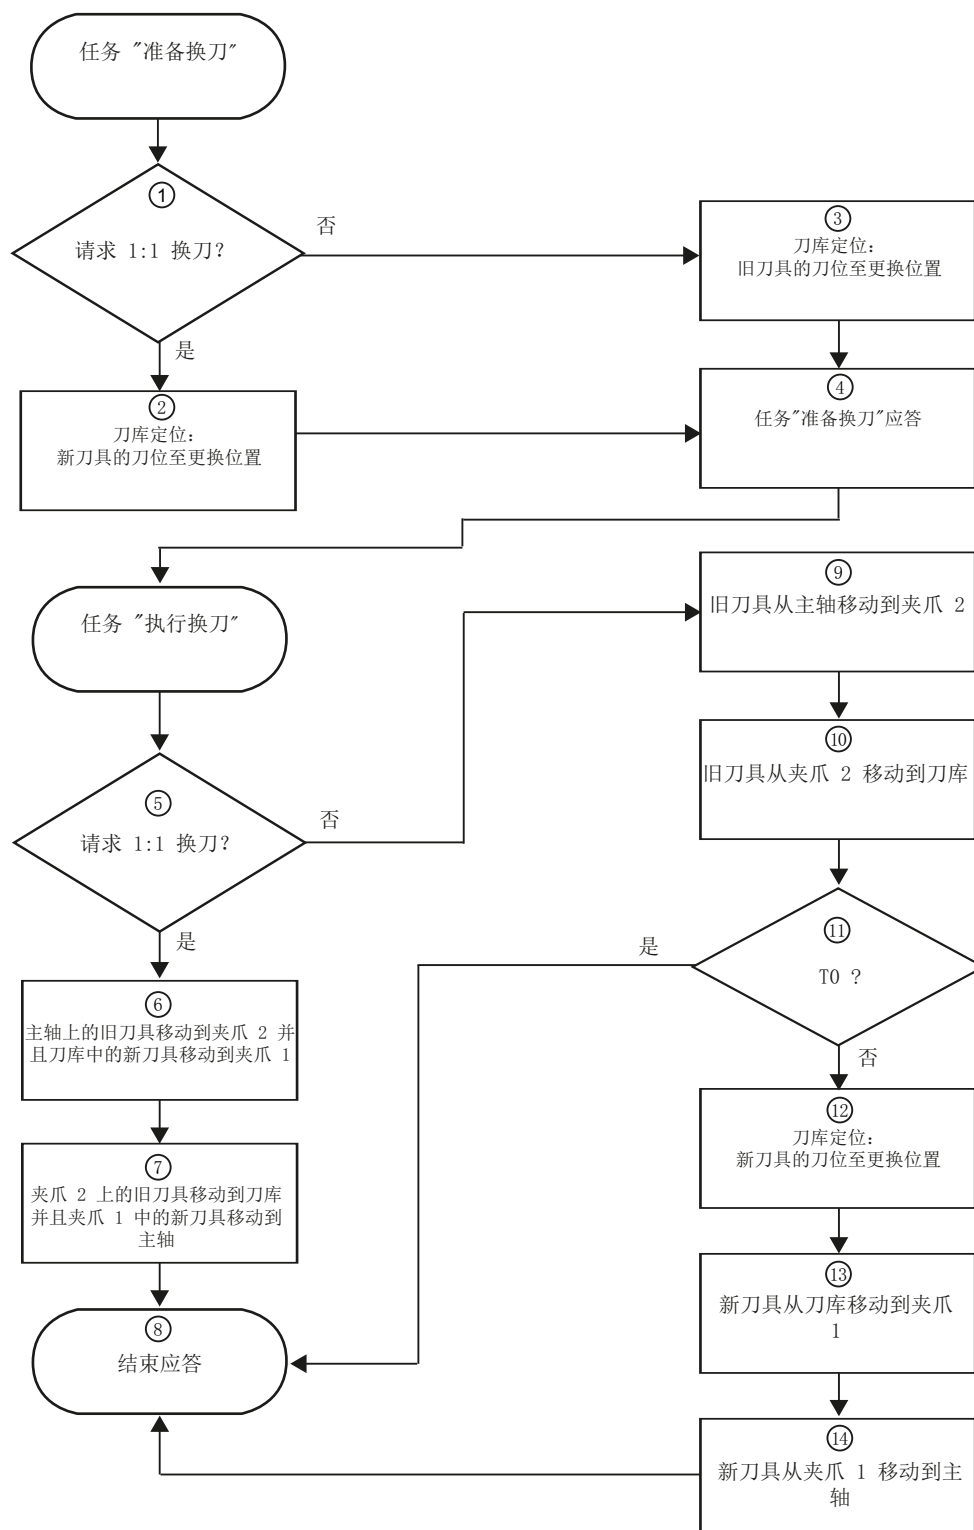 任务 "准备换刀"
①
请求 1:1 换刀？
否
是
②
刀库定位：
新刀具的刀位至更换位置
③
刀库定位：
旧刀具的刀位至更换位置
④
任务"准备换刀"应答
任务 "执行换刀"
⑤
请求 1:1 换刀？
否
是
⑥
主轴上的旧刀具移动到夹爪 2 并
且刀库中的新刀具移动到夹爪 1
⑦
夹爪 2 上的旧刀具移动到刀库
并且夹爪 1 中的新刀具移动到
主轴
⑧
结束应答
⑨
旧刀具从主轴移动到夹爪 2
⑩
旧刀具从夹爪 2 移动到刀库
⑪
T0 ？
是
否
⑫
刀库定位：
新刀具的刀位至更换位置
⑬
新刀具从刀库移动到夹爪
1
⑭
新刀具从夹爪 1 移动到主
轴